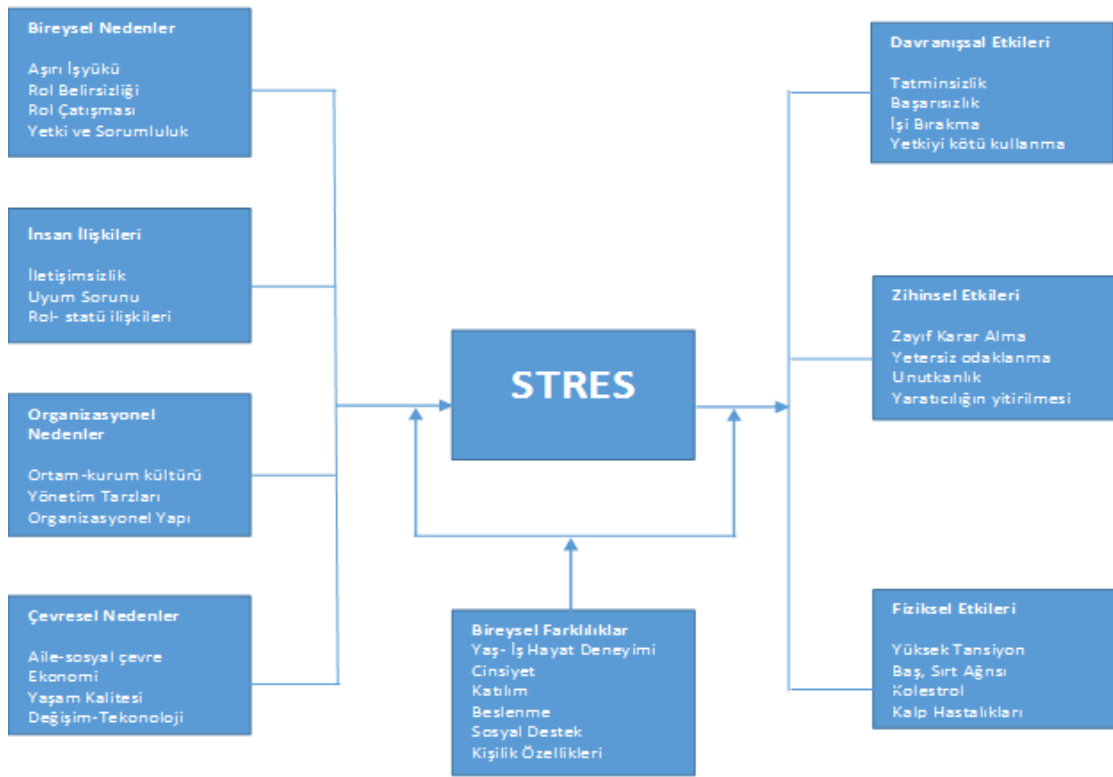 Bireysel Nedenler
Aşırı İşyükü
Rol Belirsizliği
Rol Çatışması
Yetki ve Sorumluluk
İnsan İlişkileri
İletişimsizlik
Uyum Sorunu
Rol- statü ilişkileri
Organizasyonel
Nedenler
Ortam-kurum kültürü
Yönetim Tarzları
Organizasyonel Yapı
Çevresel Nedenler
Aile-sosyal çevre
Ekonomi
Yaşam Kalitesi
Değişim-Tekonoloji
STRES
Bireysel Farklılıklar
Yaş- İş Hayat Deneyimi
Cinsiyet
Katılım
Beslenme
Sosyal Destek
Kişilik Özellikleri
Davranışsal Etkileri
Tatminsizlik
Başarısızlık
İşi Bırakma
Yetkiyi kötü kullanma
Zihinsel Etkileri
Zayıf Karar Alma
Yetersiz odaklanma
Unutkanlık
Yaratıcılığın yitirilmesi
Fiziksel Etkileri
Yüksek Tansiyon
Baş, Sırt Ağrısı
Kolestrol
Kalp Hastalıkları